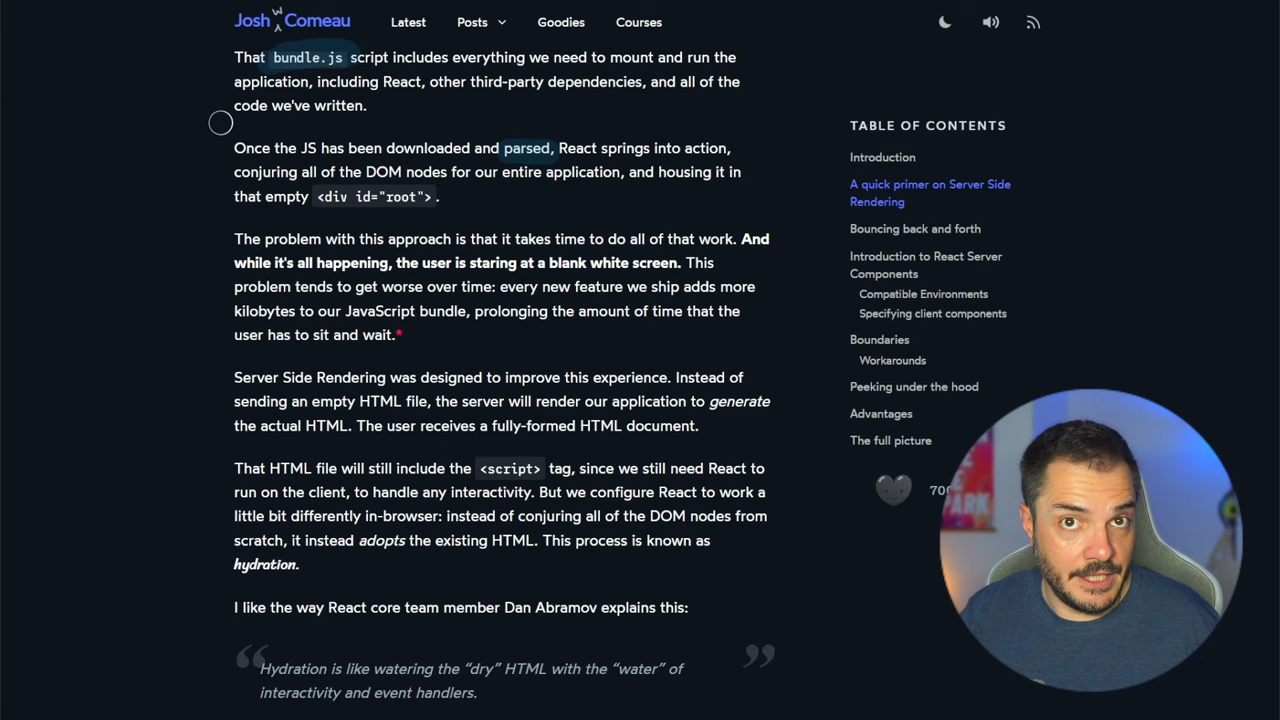 Josh W Comeau
Latest
Posts
Goodies
Courses
That bundle.js script includes everything we need to mount and run the
application, including React, other third-party dependencies, and all of the
code we've written.
Once the JS has been downloaded and parsed, React springs into action,
conjuring all of the DOM nodes for our entire application, and housing it in
that empty <div id="root">.
The problem with this approach is that it takes time to do all of that work. And
while it's all happening, the user is staring at a blank white screen. This
problem tends to get worse over time: every new feature we ship adds more
kilobytes to our JavaScript bundle, prolonging the amount of time that the
user has to sit and wait.*
Server Side Rendering was designed to improve this experience. Instead of
sending an empty HTML file, the server will render our application to generate
the actual HTML. The user receives a fully-formed HTML document.
That HTML file will still include the <script> tag, since we still need React to
run on the client, to handle any interactivity. But we configure React to work a
little bit differently in-browser: instead of conjuring all of the DOM nodes from
scratch, it instead adopts the existing HTML. This process is known as
hydration.
I like the way React core team member Dan Abramov explains this:
“ Hydration is like watering the “dry” HTML with the “water” of ”
interactivity and event handlers.
TABLE OF CONTENTS
Introduction
A quick primer on Server Side
Rendering
Bouncing back and forth
Introduction to React Server
Components
Compatible Environments
Specifying client components
Boundaries
Workarounds
Peeking under the hood
Advantages
The full picture